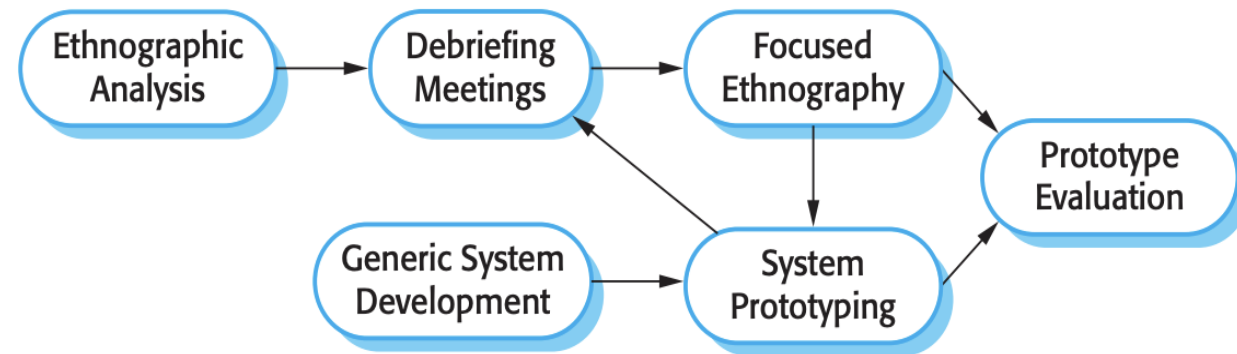 Ethnographic
Analysis
Debriefing
Meetings
Focused
Ethnography
Prototype
Evaluation
Generic System
Development
System
Prototyping